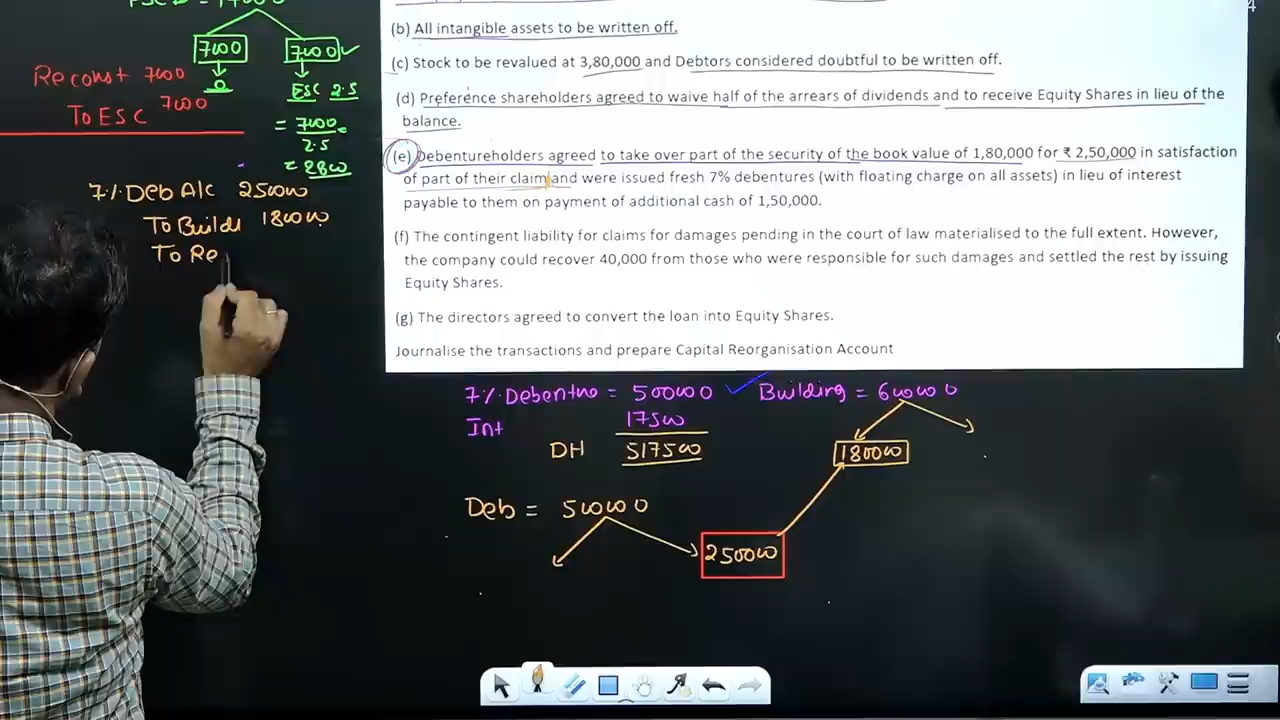 7000 7000 ✓
Reconst 7000 0 ESC 2.5
To ESC 7000 = 7000
2.5
= 2800
7% Deb A/c 250000
To Build 180000
To Re
4
(b) All intangible assets to be written off.
(c) Stock to be revalued at 3,80,000 and Debtors considered doubtful to be written off.
(d) Preference shareholders agreed to waive half of the arrears of dividends and to receive Equity Shares in lieu of the
balance.
(e) Debentureholders agreed to take over part of the security of the book value of 1,80,000 for ₹ 2,50,000 in satisfaction
of part of their claim and were issued fresh 7% debentures (with floating charge on all assets) in lieu of interest
payable to them on payment of additional cash of 1,50,000.
(f) The contingent liability for claims for damages pending in the court of law materialised to the full extent. However,
the company could recover 40,000 from those who were responsible for such damages and settled the rest by issuing
Equity Shares.
(g) The directors agreed to convert the loan into Equity Shares.
Journalise the transactions and prepare Capital Reorganisation Account
7% Debenture = 500000 ✓ Building = 600000
Int 17500
DH 517500 180000
Deb = 500000
250000